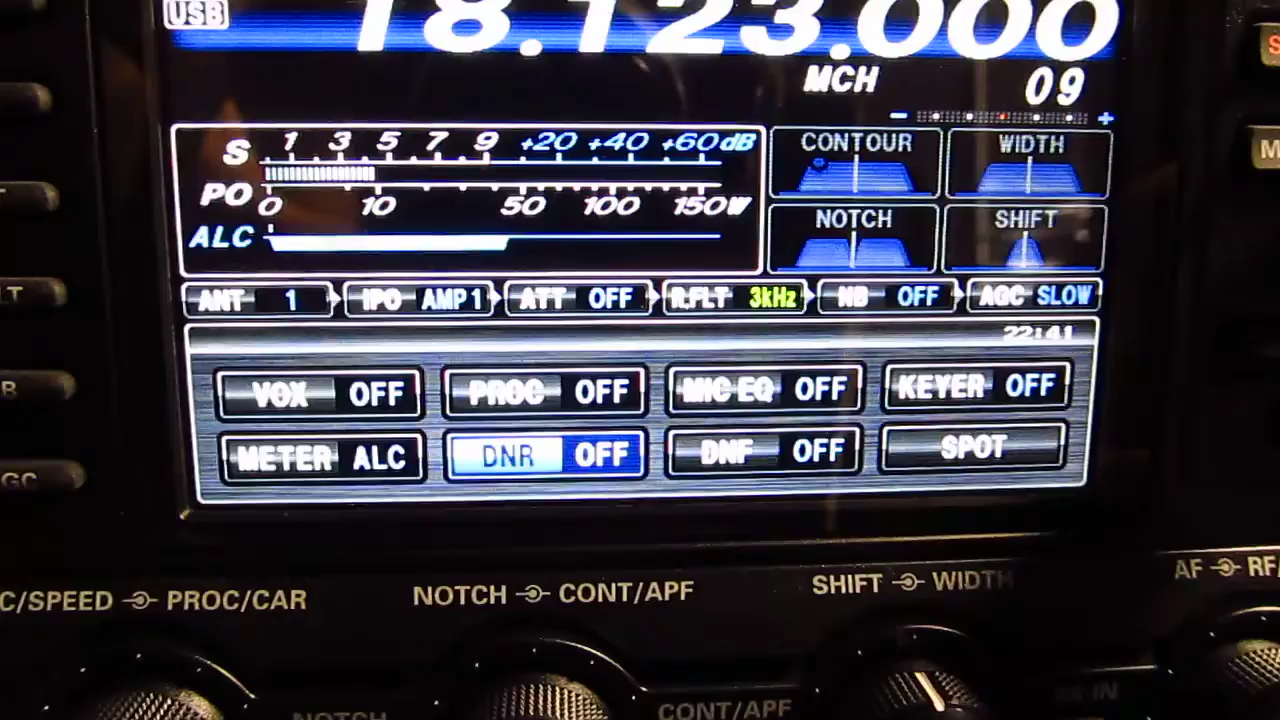 USB 18.123.000
MCH 09
- +
S 1 3 5 7 9 +20 +40 +60 dB
PO 0 10 50 100 150 W
ALC
CONTOUR WIDTH
NOTCH SHIFT
ANT 1 IPO AMP1 ATT OFF R.FLT 3kHz NB OFF AGC SLOW
22:41
VOX OFF PROC OFF MIC EQ OFF KEYER OFF
METER ALC DNR OFF DNF OFF SPOT
C/SPEED PROC/CAR NOTCH CONT/APF SHIFT WIDTH AF RF/
NOTCH CONT/APF